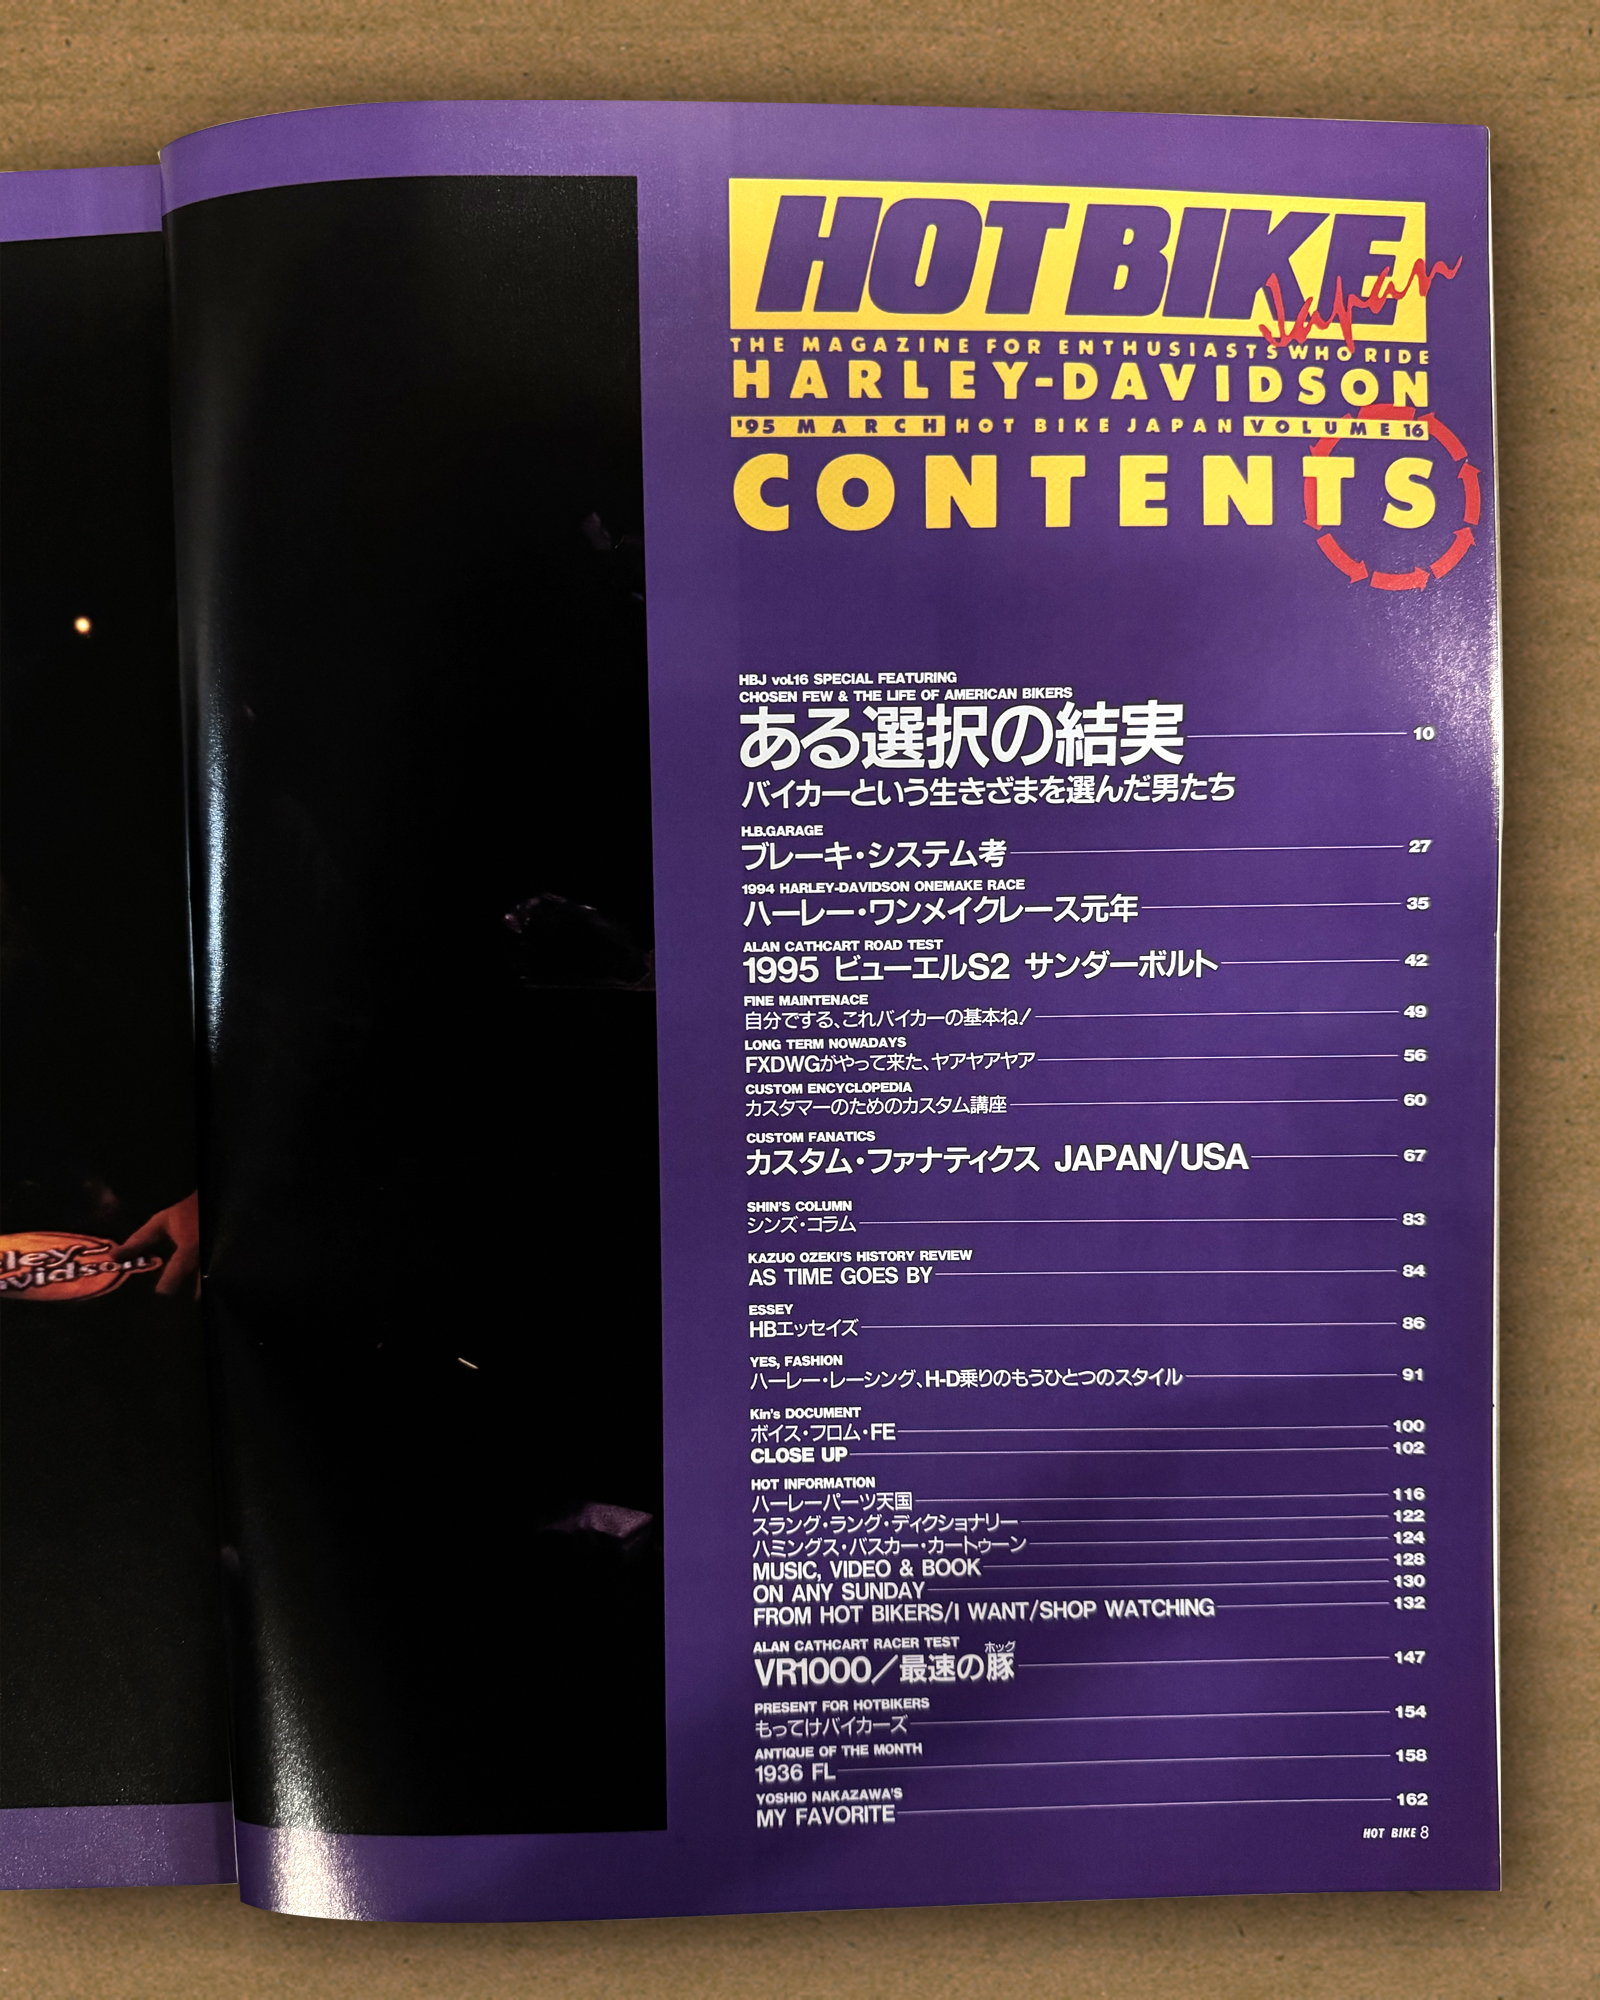 HOT BIKE
Japan
THE MAGAZINE FOR ENTHUSIASTS WHO RIDE
HARLEY-DAVIDSON
'95 MARCH HOT BIKE JAPAN VOLUME 16
CONTENTS
HBJ vol.16 SPECIAL FEATURING
CHOSEN FEW & THE LIFE OF AMERICAN BIKERS
ある選択の結実 10
バイカーという生きざまを選んだ男たち
H.B.GARAGE
ブレーキ・システム考 27
1994 HARLEY-DAVIDSON ONEMAKE RACE
ハーレー・ワンメイクレース元年 35
ALAN CATHCART ROAD TEST
1995 ビューエルS2 サンダーボルト 42
FINE MAINTENACE
自分でする、これバイカーの基本ね! 49
LONG TERM NOWADAYS
FXDWGがやって来た、ヤアヤアヤア 56
CUSTOM ENCYCLOPEDIA
カスタマーのためのカスタム講座 60
CUSTOM FANATICS
カスタム・ファナティクス JAPAN/USA 67
SHIN'S COLUMN
シンズ・コラム 83
KAZUO OZEKI'S HISTORY REVIEW
AS TIME GOES BY 84
ESSEY
HBエッセイズ 86
YES, FASHION
ハーレー・レーシング、H-D乗りのもうひとつのスタイル 91
Kin's DOCUMENT
ボイス・フロム・FE 100
CLOSE UP 102
HOT INFORMATION
ハーレーパーツ天国 116
スラング・ラング・ディクショナリー 122
ハミングス・バスカー・カートゥーン 124
MUSIC, VIDEO & BOOK 128
ON ANY SUNDAY 130
FROM HOT BIKERS/I WANT/SHOP WATCHING 132
ALAN CATHCART RACER TEST
ホッグ
VR1000／最速の豚 147
PRESENT FOR HOTBIKERS
もってけバイカーズ 154
ANTIQUE OF THE MONTH
1936 FL 158
YOSHIO NAKAZAWA'S
MY FAVORITE 162
HOT BIKE 8
ley-
vidson